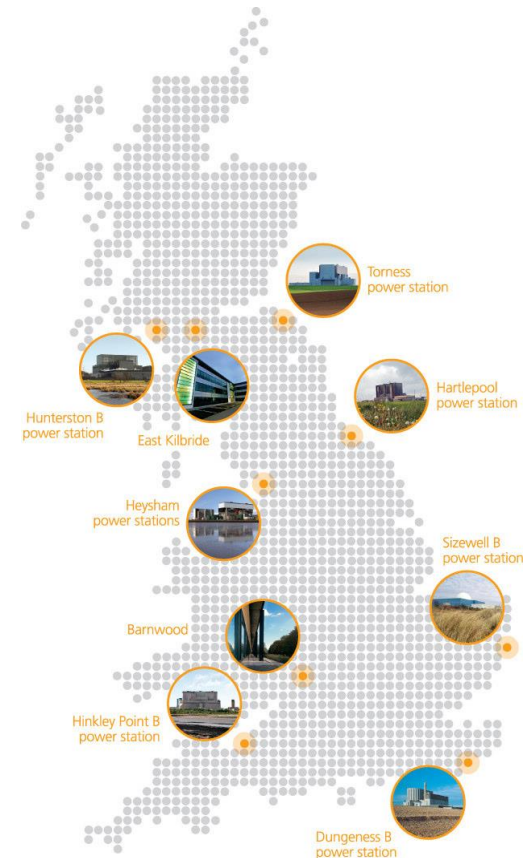 Torness
power station
Hunterston B
power station
East Kilbride
Hartlepool
power station
Heysham
power stations
Sizewell B
power station
Barnwood
Hinkley Point B
power station
Dungeness B
power station